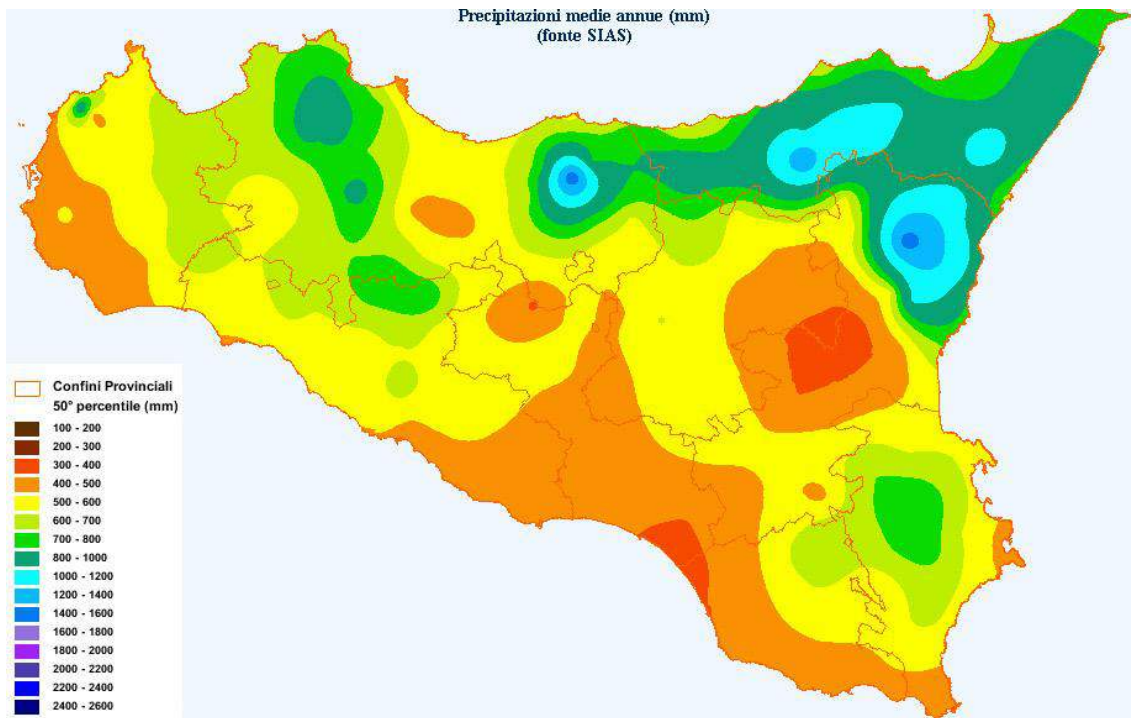 Precipitazioni medie annue (mm)
(fonte SIAS)
Confini Provinciali
50° percentile (mm)
100 - 200
200 - 300
300 - 400
400 - 500
500 - 600
600 - 700
700 - 800
800 - 1000
1000 - 1200
1200 - 1400
1400 - 1600
1600 - 1800
1800 - 2000
2000 - 2200
2200 - 2400
2400 - 2600